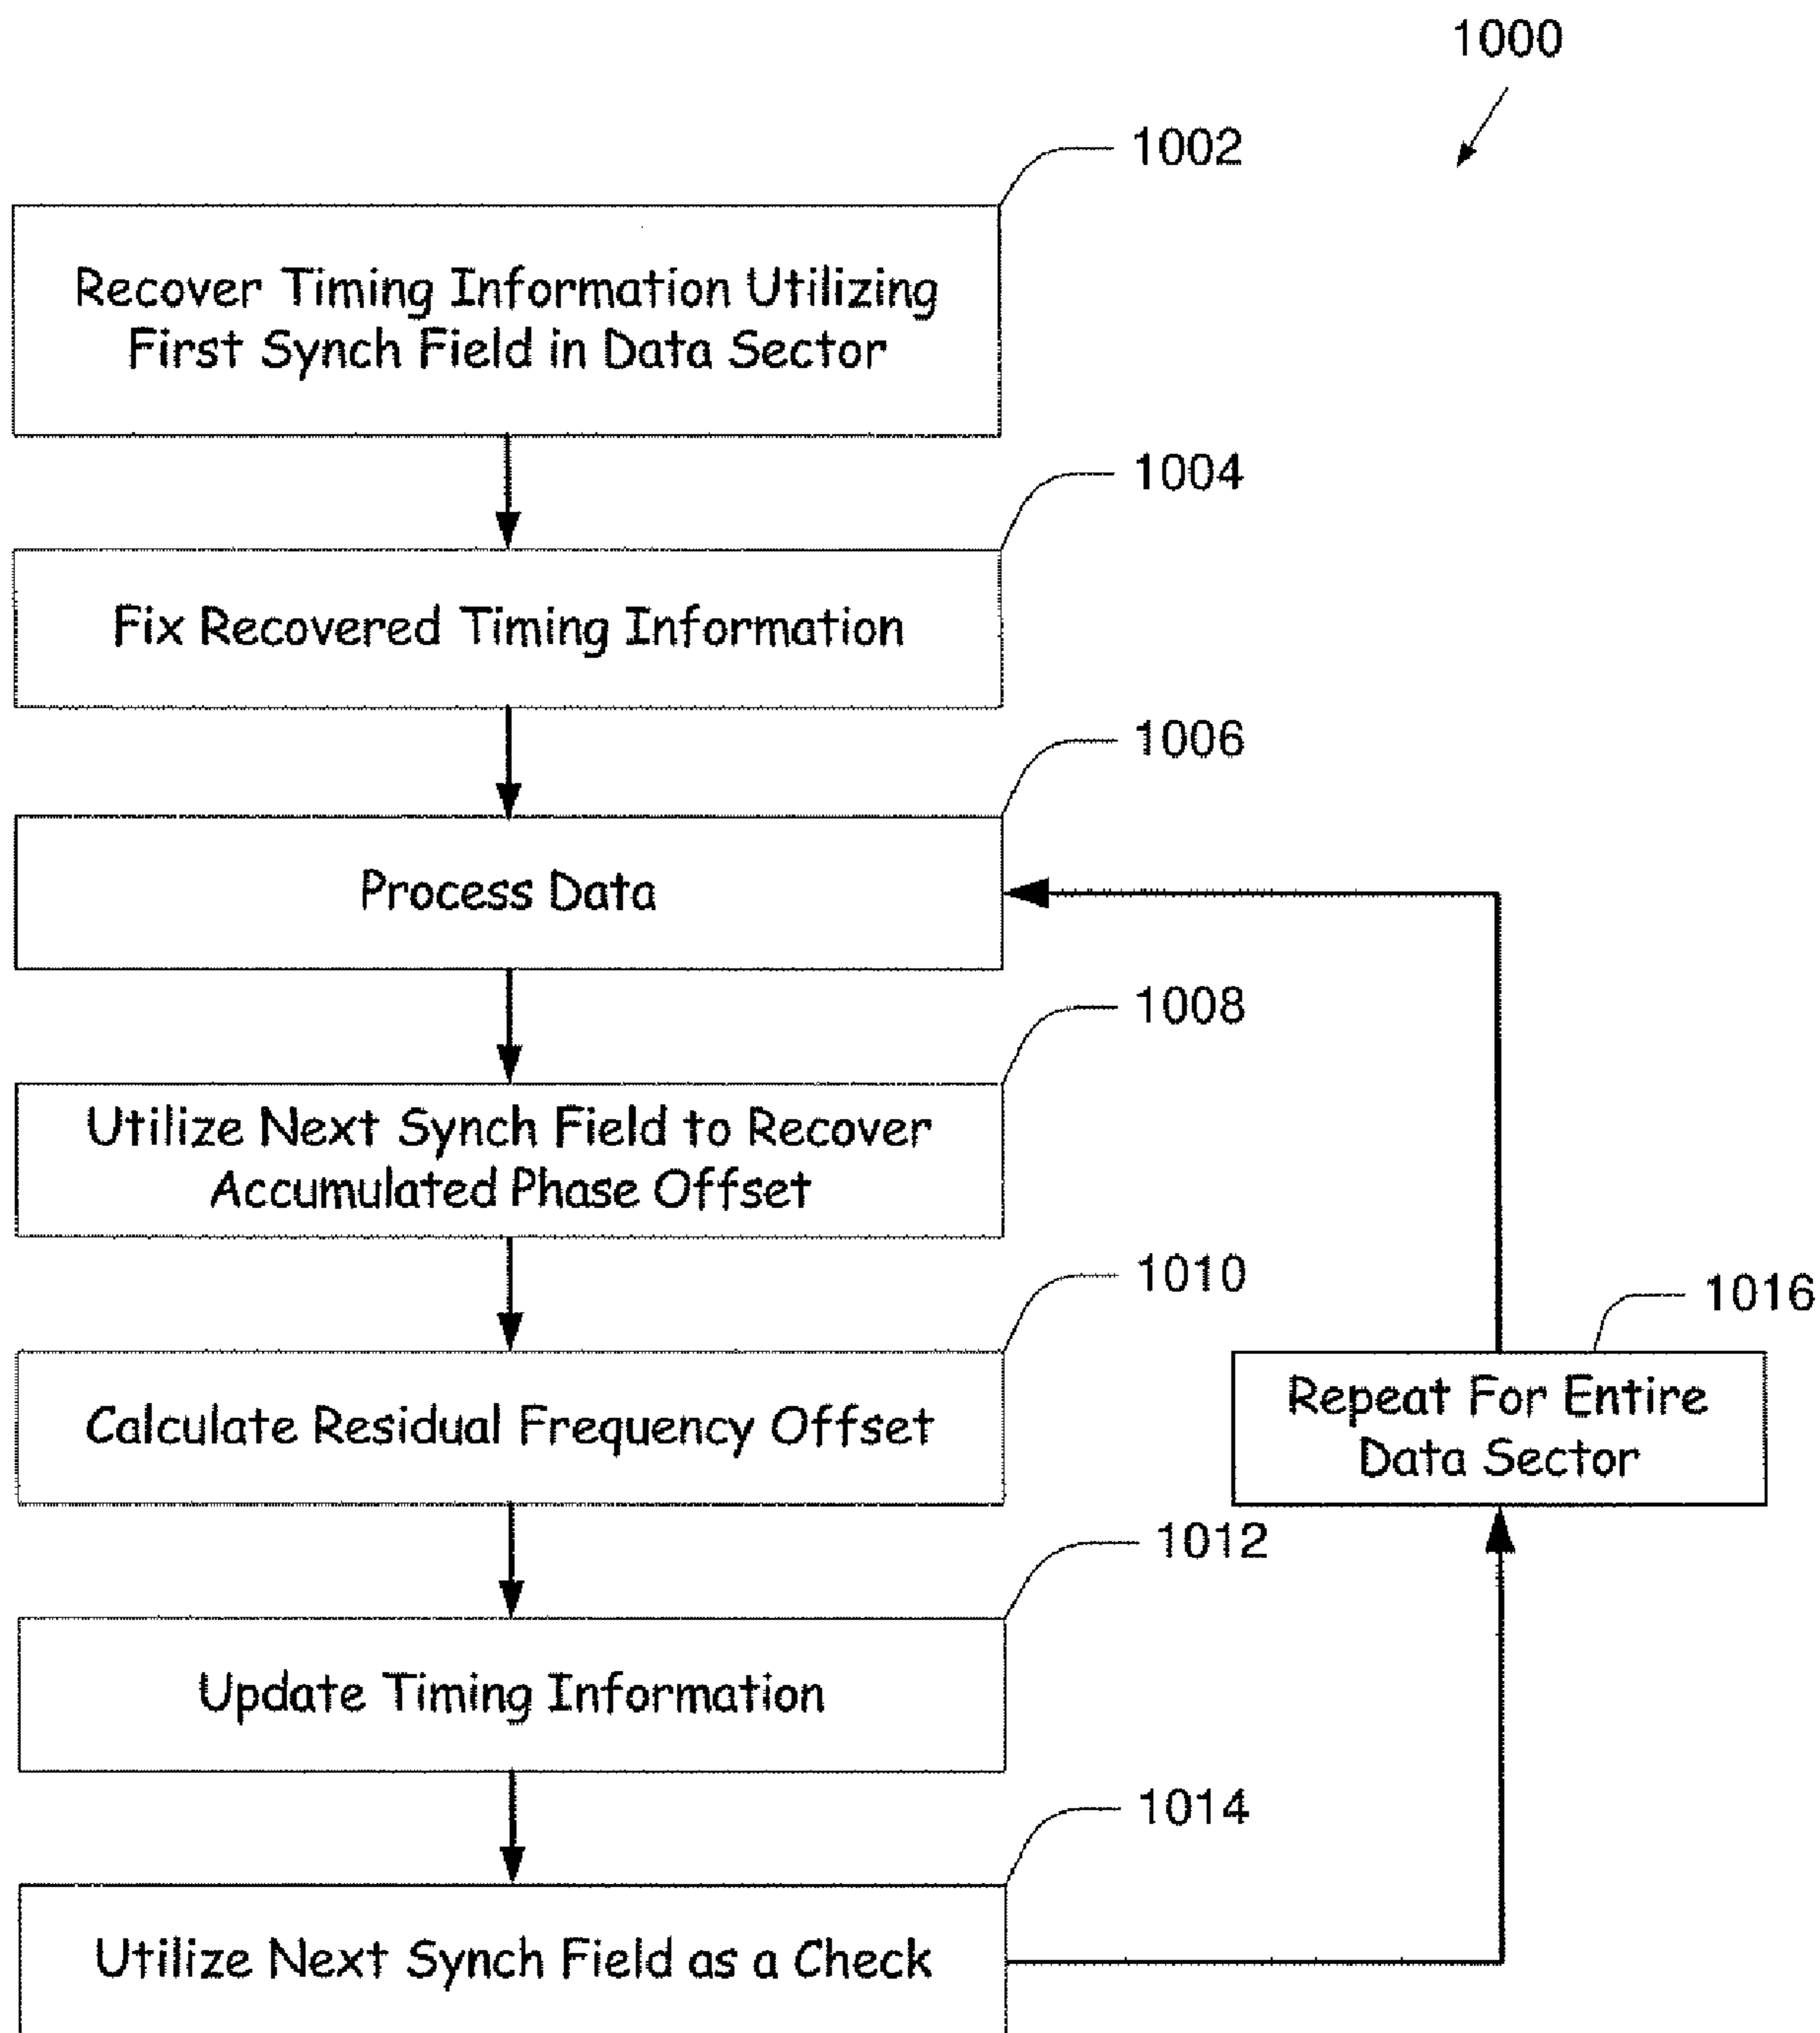 1000
1002
Recover Timing Information Utilizing
First Synch Field in Data Sector
1004
Fix Recovered Timing Information
1006
Process Data
1008
Utilize Next Synch Field to Recover
Accumulated Phase Offset
1010
Calculate Residual Frequency Offset
1016
Repeat For Entire
Data Sector
1012
Update Timing Information
1014
Utilize Next Synch Field as a Check